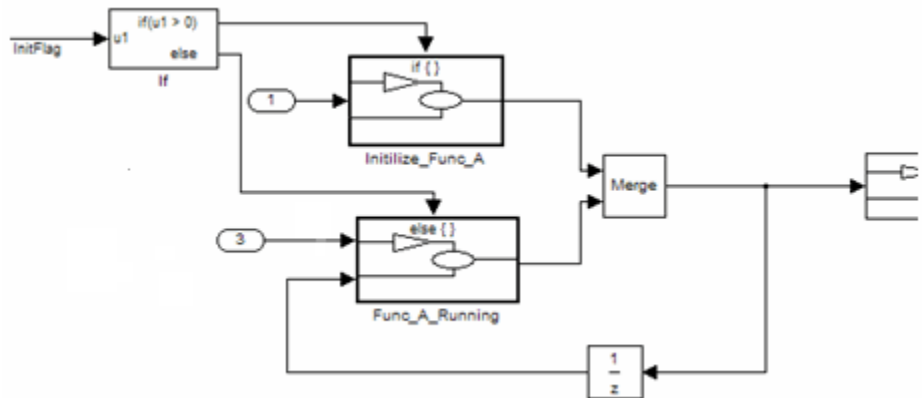 if(u1 > 0)
u1
InitFlag
else
If
if { }
1
Initilize_Func_A
Merge
else { }
3
Func_A_Running
1
z